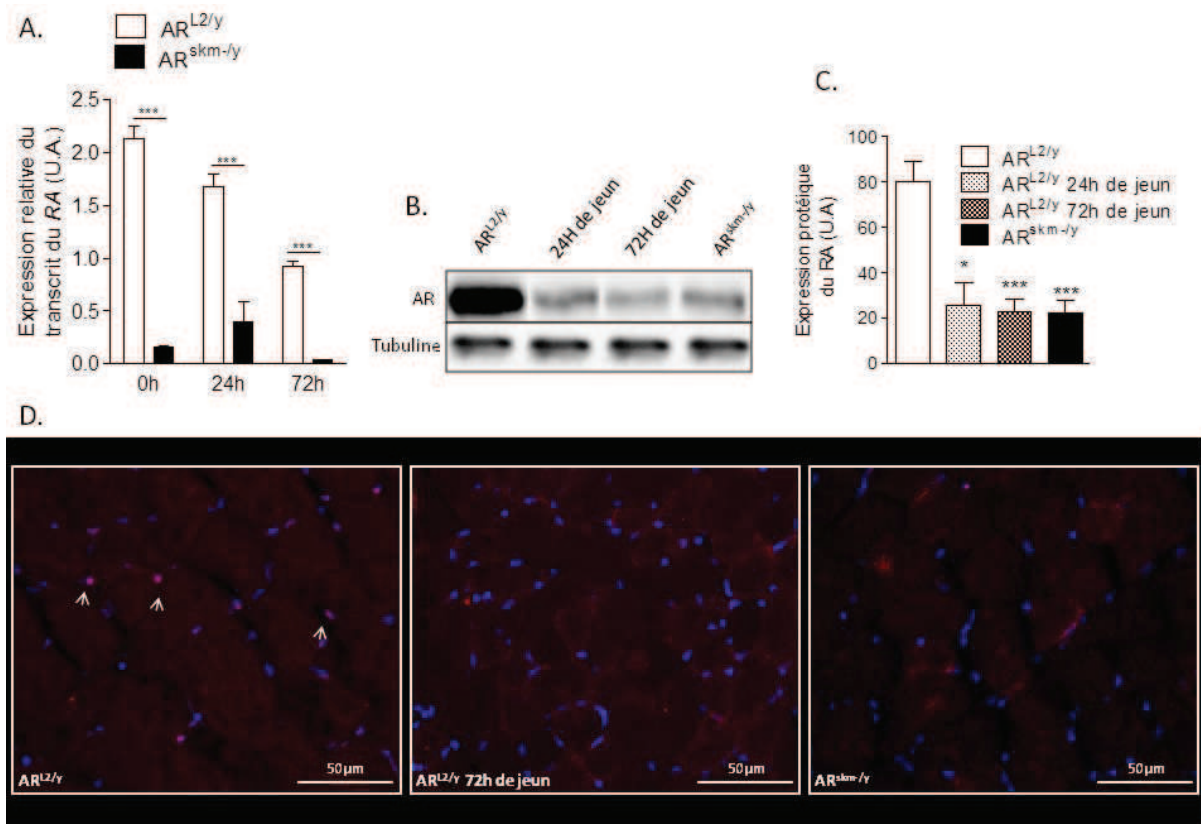 A.
AR^L2/y
AR^skm-/y
Expression relative du
transcrit du RA (U.A.)
2.5
2.0
1.5
1.0
0.5
0.0
***
***
***
0h
24h
72h
B.
AR^L2/y
24H de jeun
72H de jeun
AR^skm-/y
AR
Tubuline
C.
Expression protéique
du RA (U.A)
100
80
60
40
20
0
*
***
***
AR^L2/y
AR^L2/y 24h de jeun
AR^L2/y 72h de jeun
AR^skm-/y
D.
AR^L2/y
50µm
AR^L2/y 72h de jeun
50µm
AR^skm-/y
50µm